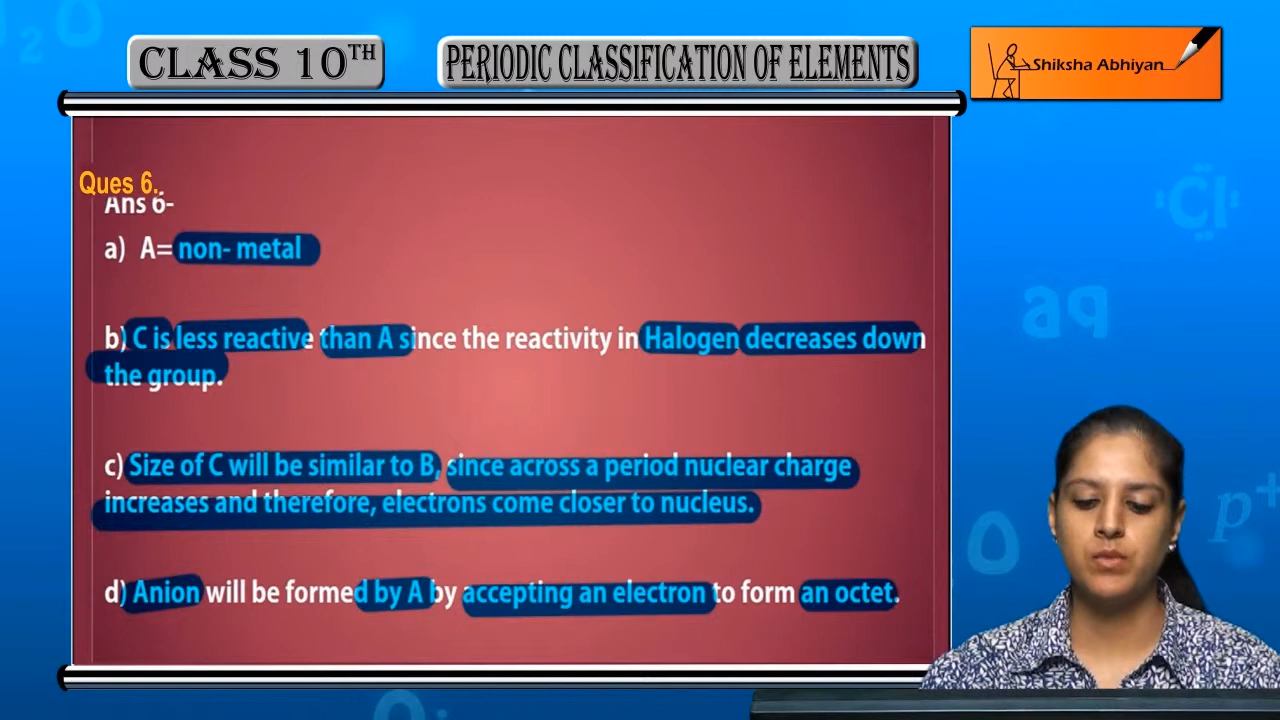 CLASS 10TH
PERIODIC CLASSIFICATION OF ELEMENTS
Shiksha Abhiyan
Ques 6.
Ans 6-
a) A= non- metal
b) C is less reactive than A since the reactivity in Halogen decreases down
the group.
c) Size of C will be similar to B, since across a period nuclear charge
increases and therefore, electrons come closer to nucleus.
d) Anion will be formed by A by accepting an electron to form an octet.
Cl
aq
p+